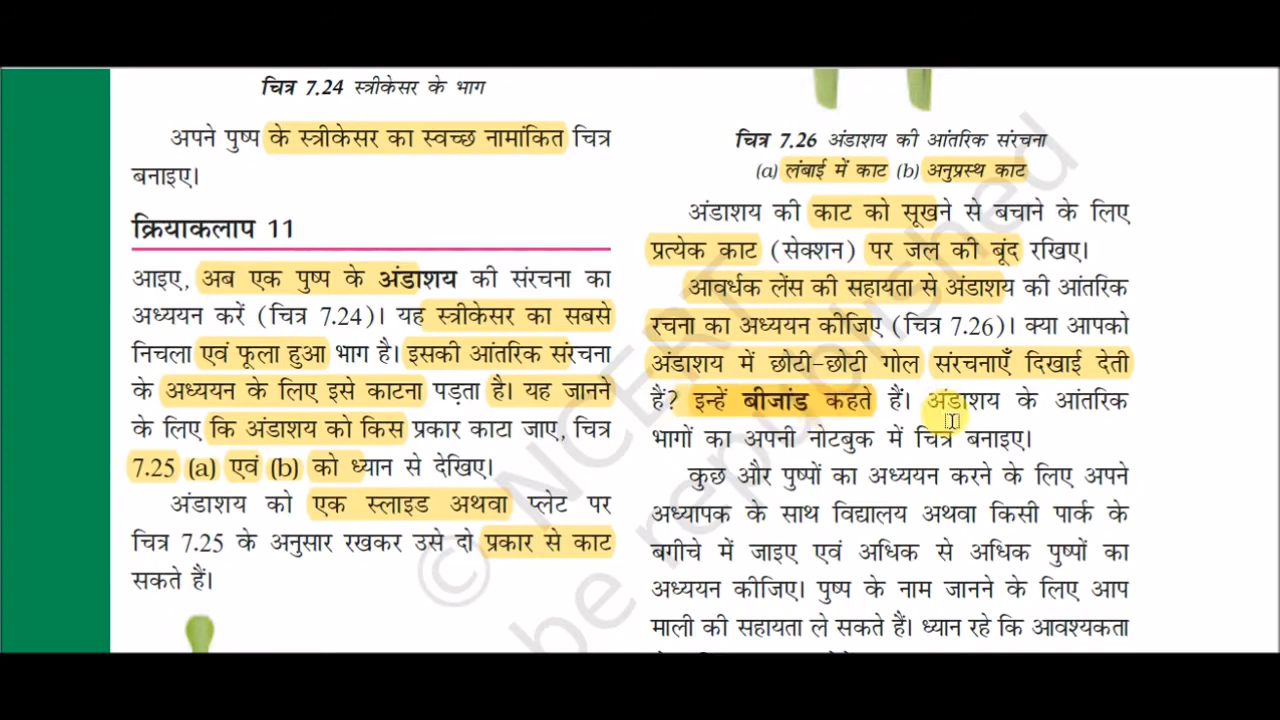 चित्र 7.24 स्त्रीकेसर के भाग
अपने पुष्प के स्त्रीकेसर का स्वच्छ नामांकित चित्र
बनाइए।
क्रियाकलाप 11
आइए, अब एक पुष्प के अंडाशय की संरचना का
अध्ययन करें (चित्र 7.24)। यह स्त्रीकेसर का सबसे
निचला एवं फूला हुआ भाग है। इसकी आंतरिक संरचना
के अध्ययन के लिए इसे काटना पड़ता है। यह जानने
के लिए कि अंडाशय को किस प्रकार काटा जाए, चित्र
7.25 (a) एवं (b) को ध्यान से देखिए।
अंडाशय को एक स्लाइड अथवा प्लेट पर
चित्र 7.25 के अनुसार रखकर उसे दो प्रकार से काट
सकते हैं।
चित्र 7.26 अंडाशय की आंतरिक संरचना
(a) लंबाई में काट (b) अनुप्रस्थ काट
अंडाशय की काट को सूखने से बचाने के लिए
प्रत्येक काट (सेक्शन) पर जल की बूंद रखिए।
आवर्धक लेंस की सहायता से अंडाशय की आंतरिक
रचना का अध्ययन कीजिए (चित्र 7.26)। क्या आपको
अंडाशय में छोटी-छोटी गोल संरचनाएँ दिखाई देती
हैं? इन्हें बीजांड कहते हैं। अंडाशय के आंतरिक
भागों का अपनी नोटबुक में चित्र बनाइए।
कुछ और पुष्पों का अध्ययन करने के लिए अपने
अध्यापक के साथ विद्यालय अथवा किसी पार्क के
बगीचे में जाइए एवं अधिक से अधिक पुष्पों का
अध्ययन कीजिए। पुष्प के नाम जानने के लिए आप
माली की सहायता ले सकते हैं। ध्यान रहे कि आवश्यकता
© NCERT
be republished